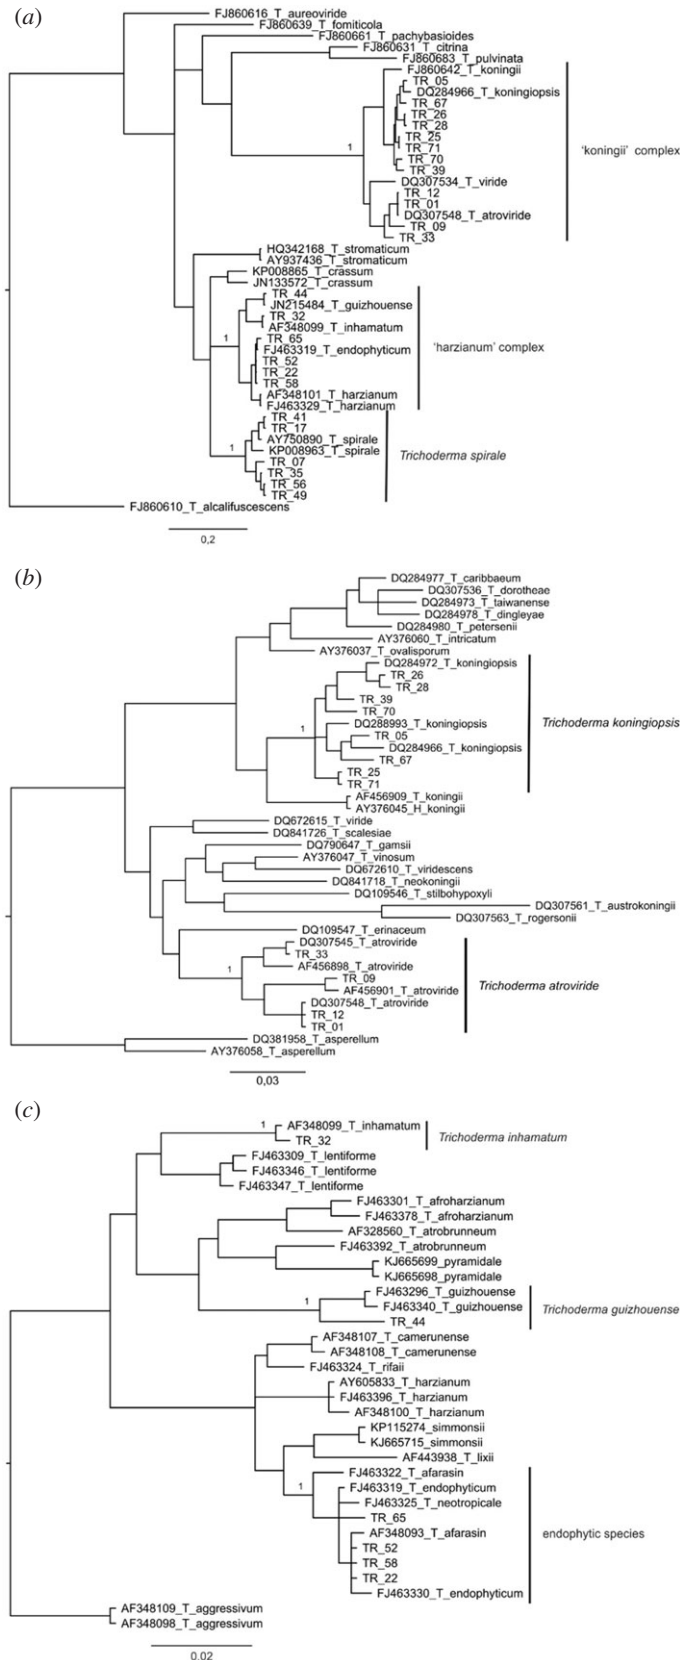 (a)
FJ860616_T_aureoviride
FJ860639_T_fomiticola
FJ860661_T_pachybasioides
FJ860631_T_citrina
FJ860683_T_pulvinata
FJ860642_T_koningii
TR_05
DQ284966_T_koningiopsis
TR_67
TR_26
TR_28
1
TR_25
TR_71
'koningii' complex
TR_70
TR_39
DQ307534_T_viride
TR_12
TR_01
DQ307548_T_atroviride
TR_09
TR_33
HQ342168_T_stromaticum
AY937436_T_stromaticum
KP008865_T_crassum
JN133572_T_crassum
TR_44
JN215484_T_guizhouense
TR_32
AF348099_T_inhamatum
1
TR_65
FJ463319_T_endophyticum
'harzianum' complex
TR_52
TR_22
TR_58
AF348101_T_harzianum
FJ463329_T_harzianum
TR_41
TR_17
AY750890_T_spirale
1
KP008963_T_spirale
Trichoderma spirale
TR_07
TR_35
TR_56
TR_49
FJ860610_T_alcalifuscescens
0,2
(b)
DQ284977_T_caribbaeum
DQ307536_T_dorotheae
DQ284973_T_taiwanense
DQ284978_T_dingleyae
DQ284980_T_petersenii
AY376060_T_intricatum
AY376037_T_ovalisporum
DQ284972_T_koningiopsis
TR_26
TR_28
TR_39
TR_70
1
DQ288993_T_koningiopsis
Trichoderma koningiopsis
TR_05
DQ284966_T_koningiopsis
TR_67
TR_25
TR_71
AF456909_T_koningii
AY376045_H_koningii
DQ672615_T_viride
DQ841726_T_scalesiae
DQ790647_T_gamsii
AY376047_T_vinosum
DQ672610_T_viridescens
DQ841718_T_neokoningii
DQ109546_T_stilbohypoxyli
DQ307561_T_austrokoningii
DQ307563_T_rogersonii
DQ109547_T_erinaceum
DQ307545_T_atroviride
TR_33
1
AF456898_T_atroviride
TR_09
AF456901_T_atroviride
Trichoderma atroviride
DQ307548_T_atroviride
TR_12
TR_01
DQ381958_T_asperellum
AY376058_T_asperellum
0,03
(c)
1
AF348099_T_inhamatum
TR_32
Trichoderma inhamatum
FJ463309_T_lentiforme
FJ463346_T_lentiforme
FJ463347_T_lentiforme
FJ463301_T_afroharzianum
FJ463378_T_afroharzianum
AF328560_T_atrobrunneum
FJ463392_T_atrobrunneum
KJ665699_pyramidale
KJ665698_pyramidale
FJ463296_T_guizhouense
1
FJ463340_T_guizhouense
Trichoderma guizhouense
TR_44
AF348107_T_camerunense
AF348108_T_camerunense
FJ463324_T_rifaii
AY605833_T_harzianum
FJ463396_T_harzianum
AF348100_T_harzianum
KP115274_simmonsii
KJ665715_simmonsii
AF443938_T_lixii
FJ463322_T_afarasin
1
FJ463319_T_endophyticum
FJ463325_T_neotropicale
TR_65
AF348093_T_afarasin
endophytic species
TR_52
TR_58
TR_22
FJ463330_T_endophyticum
AF348109_T_aggressivum
AF348098_T_aggressivum
0.02